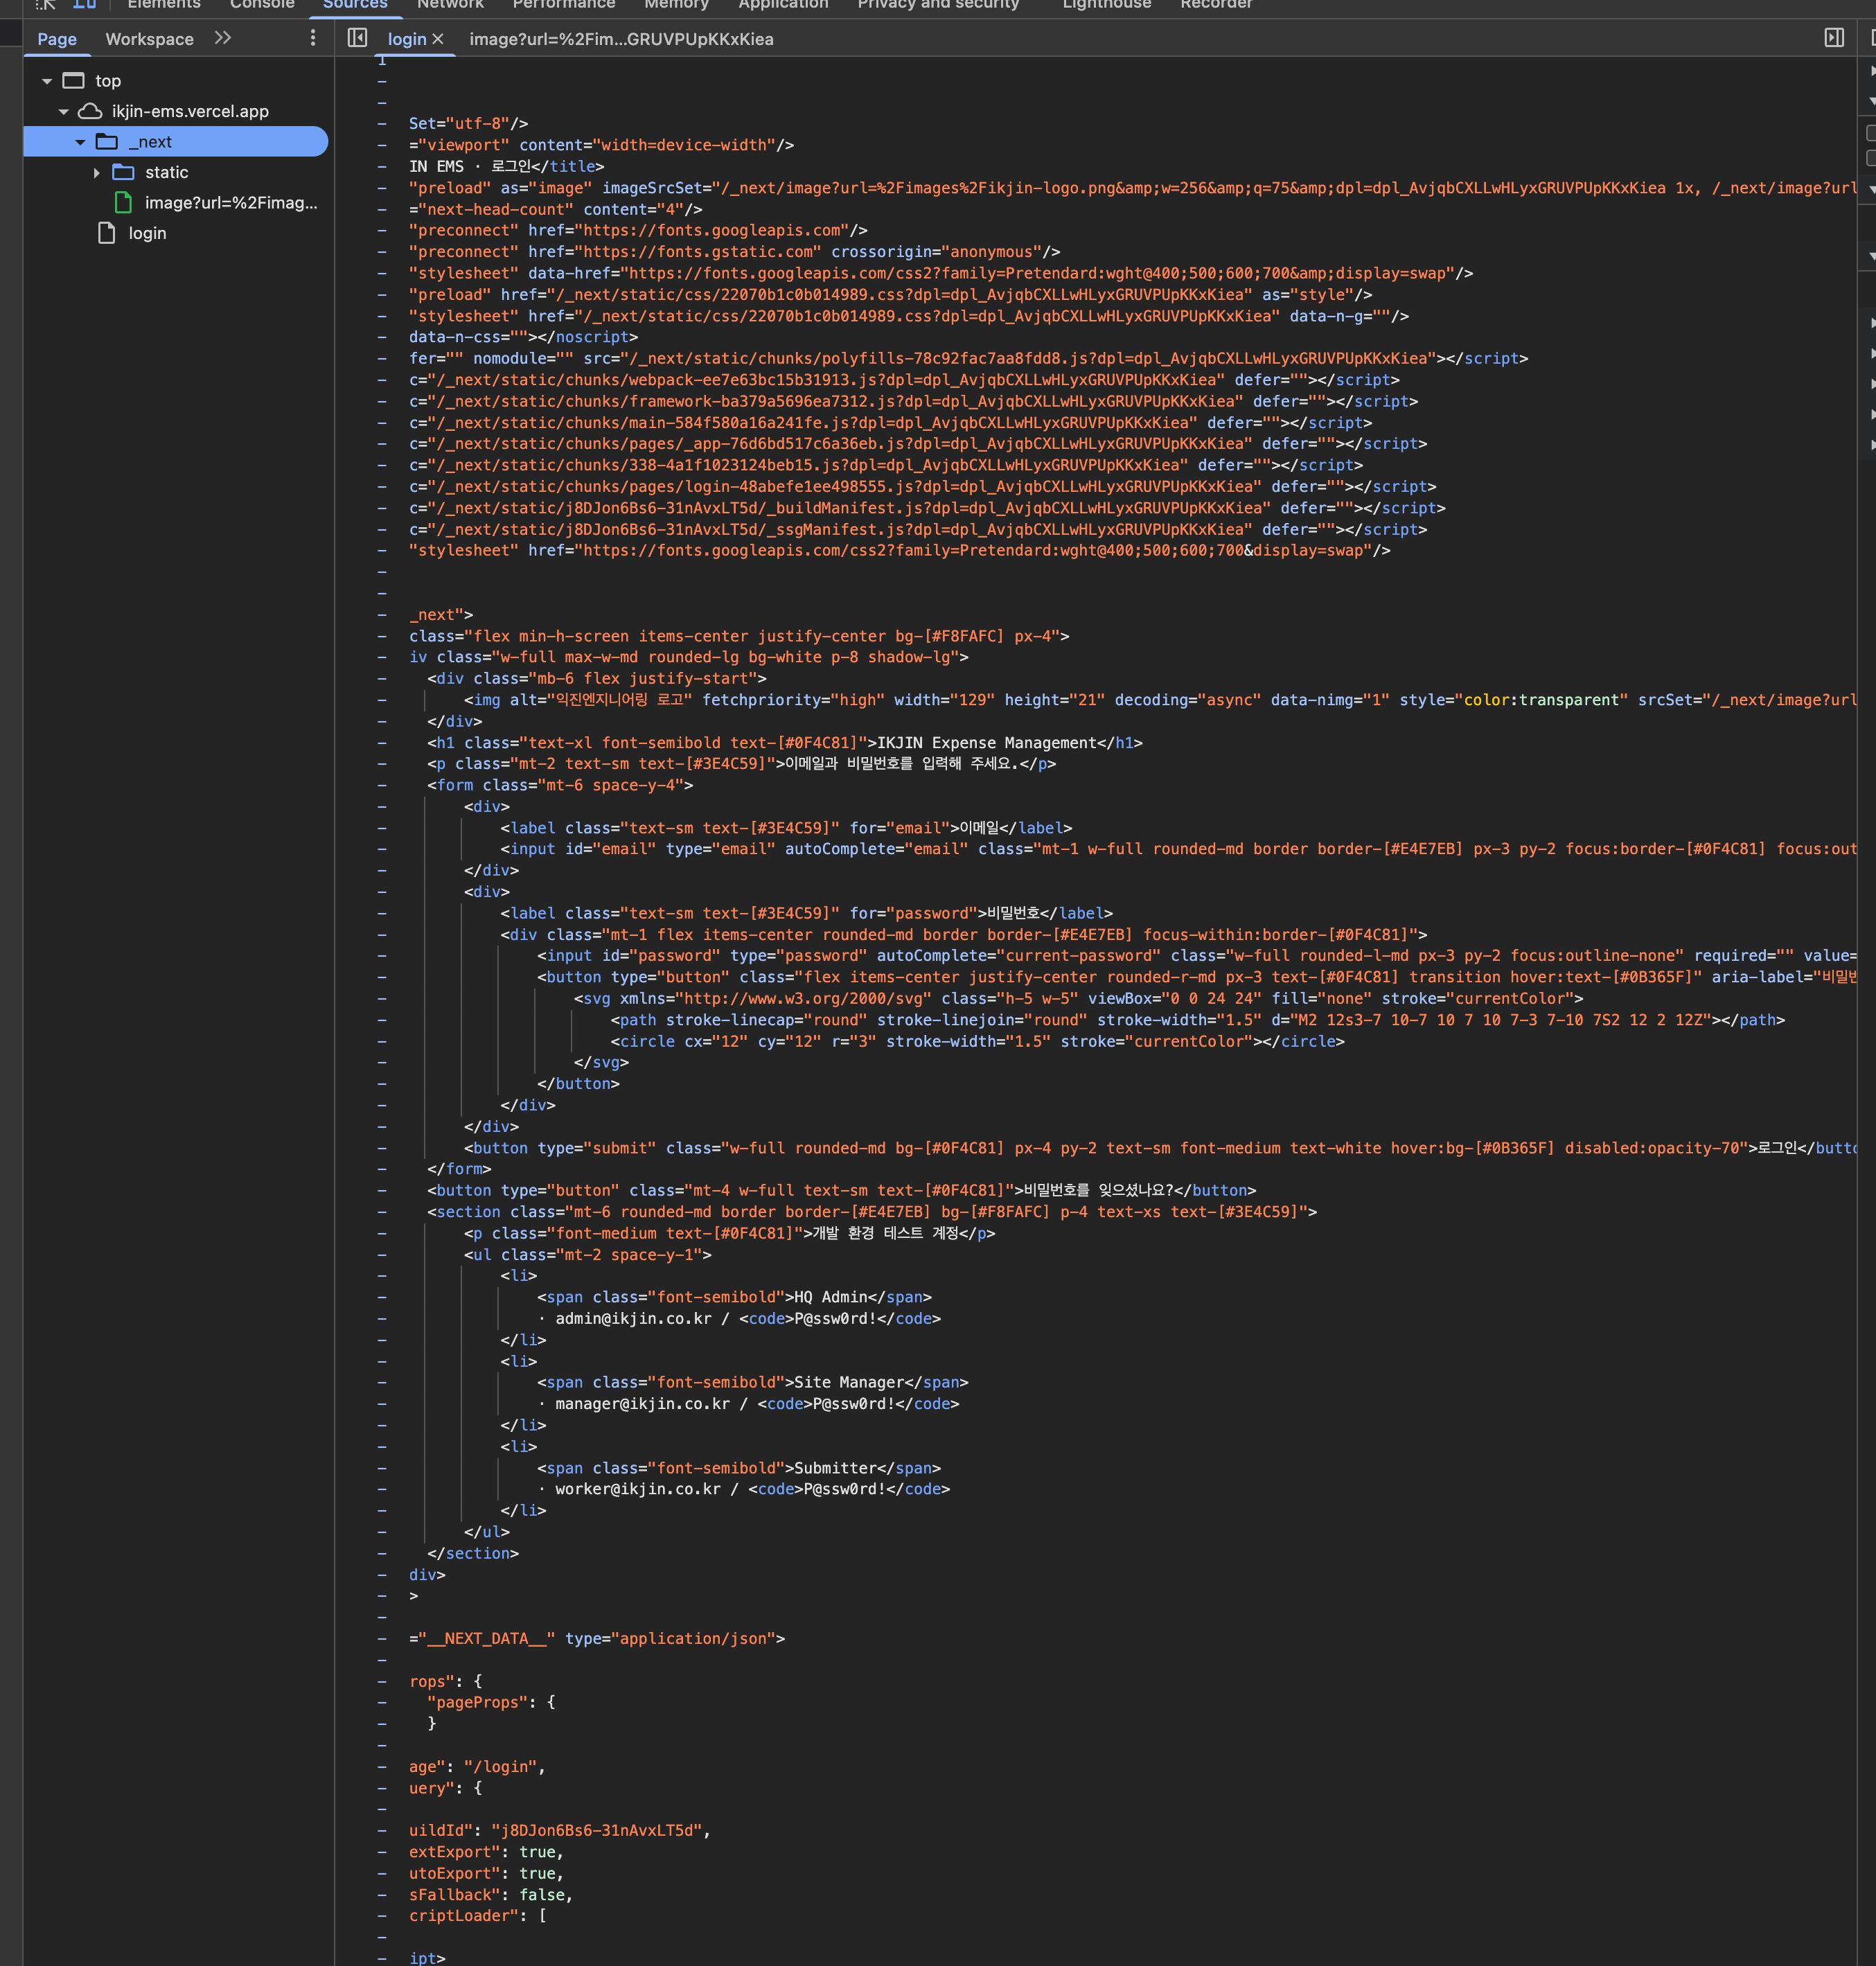 Elements Console Sources Network Performance Memory Application Privacy and security Lighthouse Recorder
Page Workspace
login × image?url=%2Fim...GRUVPUpKKxKiea
top
ikjin-ems.vercel.app
_next
static
image?url=%2Fimag...
login
1
Set="utf-8"/>
="viewport" content="width=device-width"/>
IN EMS · 로그인</title>
"preload" as="image" imageSrcSet="/_next/image?url=%2Fimages%2Fikjin-logo.png&amp;w=256&amp;q=75&amp;dpl=dpl_AvjqbCXLLwHLyxGRUVPUpKKxKiea 1x, /_next/image?url
="next-head-count" content="4"/>
"preconnect" href="https://fonts.googleapis.com"/>
"preconnect" href="https://fonts.gstatic.com" crossorigin="anonymous"/>
"stylesheet" data-href="https://fonts.googleapis.com/css2?family=Pretendard:wght@400;500;600;700&amp;display=swap"/>
"preload" href="/_next/static/css/22070b1c0b014989.css?dpl=dpl_AvjqbCXLLwHLyxGRUVPUpKKxKiea" as="style"/>
"stylesheet" href="/_next/static/css/22070b1c0b014989.css?dpl=dpl_AvjqbCXLLwHLyxGRUVPUpKKxKiea" data-n-g=""/>
data-n-css=""></noscript>
fer="" nomodule="" src="/_next/static/chunks/polyfills-78c92fac7aa8fdd8.js?dpl=dpl_AvjqbCXLLwHLyxGRUVPUpKKxKiea"></script>
c="/_next/static/chunks/webpack-ee7e63bc15b31913.js?dpl=dpl_AvjqbCXLLwHLyxGRUVPUpKKxKiea" defer=""></script>
c="/_next/static/chunks/framework-ba379a5696ea7312.js?dpl=dpl_AvjqbCXLLwHLyxGRUVPUpKKxKiea" defer=""></script>
c="/_next/static/chunks/main-584f580a16a241fe.js?dpl=dpl_AvjqbCXLLwHLyxGRUVPUpKKxKiea" defer=""></script>
c="/_next/static/chunks/pages/_app-76d6bd517c6a36eb.js?dpl=dpl_AvjqbCXLLwHLyxGRUVPUpKKxKiea" defer=""></script>
c="/_next/static/chunks/338-4a1f1023124beb15.js?dpl=dpl_AvjqbCXLLwHLyxGRUVPUpKKxKiea" defer=""></script>
c="/_next/static/chunks/pages/login-48abefe1ee498555.js?dpl=dpl_AvjqbCXLLwHLyxGRUVPUpKKxKiea" defer=""></script>
c="/_next/static/j8DJon6Bs6-31nAvxLT5d/_buildManifest.js?dpl=dpl_AvjqbCXLLwHLyxGRUVPUpKKxKiea" defer=""></script>
c="/_next/static/j8DJon6Bs6-31nAvxLT5d/_ssgManifest.js?dpl=dpl_AvjqbCXLLwHLyxGRUVPUpKKxKiea" defer=""></script>
"stylesheet" href="https://fonts.googleapis.com/css2?family=Pretendard:wght@400;500;600;700&display=swap"/>
_next">
class="flex min-h-screen items-center justify-center bg-[#F8FAFC] px-4">
iv class="w-full max-w-md rounded-lg bg-white p-8 shadow-lg">
<div class="mb-6 flex justify-start">
<img alt="익진엔지니어링 로고" fetchpriority="high" width="129" height="21" decoding="async" data-nimg="1" style="color:transparent" srcSet="/_next/image?url
</div>
<h1 class="text-xl font-semibold text-[#0F4C81]">IKJIN Expense Management</h1>
<p class="mt-2 text-sm text-[#3E4C59]">이메일과 비밀번호를 입력해 주세요.</p>
<form class="mt-6 space-y-4">
<div>
<label class="text-sm text-[#3E4C59]" for="email">이메일</label>
<input id="email" type="email" autoComplete="email" class="mt-1 w-full rounded-md border border-[#E4E7EB] px-3 py-2 focus:border-[#0F4C81] focus:out
</div>
<div>
<label class="text-sm text-[#3E4C59]" for="password">비밀번호</label>
<div class="mt-1 flex items-center rounded-md border border-[#E4E7EB] focus-within:border-[#0F4C81]">
<input id="password" type="password" autoComplete="current-password" class="w-full rounded-l-md px-3 py-2 focus:outline-none" required="" value=
<button type="button" class="flex items-center justify-center rounded-r-md px-3 text-[#0F4C81] transition hover:text-[#0B365F]" aria-label="비밀번
<svg xmlns="http://www.w3.org/2000/svg" class="h-5 w-5" viewBox="0 0 24 24" fill="none" stroke="currentColor">
<path stroke-linecap="round" stroke-linejoin="round" stroke-width="1.5" d="M2 12s3-7 10-7 10 7 10 7-3 7-10 7S2 12 2 12Z"></path>
<circle cx="12" cy="12" r="3" stroke-width="1.5" stroke="currentColor"></circle>
</svg>
</button>
</div>
</div>
<button type="submit" class="w-full rounded-md bg-[#0F4C81] px-4 py-2 text-sm font-medium text-white hover:bg-[#0B365F] disabled:opacity-70">로그인</butto
</form>
<button type="button" class="mt-4 w-full text-sm text-[#0F4C81]">비밀번호를 잊으셨나요?</button>
<section class="mt-6 rounded-md border border-[#E4E7EB] bg-[#F8FAFC] p-4 text-xs text-[#3E4C59]">
<p class="font-medium text-[#0F4C81]">개발 환경 테스트 계정</p>
<ul class="mt-2 space-y-1">
<li>
<span class="font-semibold">HQ Admin</span>
· admin@ikjin.co.kr / <code>P@ssw0rd!</code>
</li>
<li>
<span class="font-semibold">Site Manager</span>
· manager@ikjin.co.kr / <code>P@ssw0rd!</code>
</li>
<li>
<span class="font-semibold">Submitter</span>
· worker@ikjin.co.kr / <code>P@ssw0rd!</code>
</li>
</ul>
</section>
div>
>
="__NEXT_DATA__" type="application/json">
rops": {
"pageProps": {
}
age": "/login",
uery": {
uildId": "j8DJon6Bs6-31nAvxLT5d",
extExport": true,
utoExport": true,
sFallback": false,
criptLoader": [
ipt>